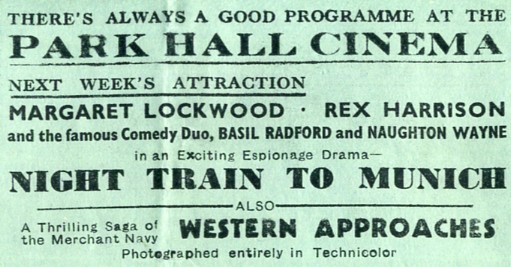 THERE'S ALWAYS A GOOD PROGRAMME AT THE
PARK HALL CINEMA
NEXT WEEK'S ATTRACTION
MARGARET LOCKWOOD · REX HARRISON
and the famous Comedy Duo, BASIL RADFORD and NAUGHTON WAYNE
in an Exciting Espionage Drama—
NIGHT TRAIN TO MUNICH
ALSO
A Thrilling Saga of
the Merchant Navy
WESTERN APPROACHES
Photographed entirely in Technicolor